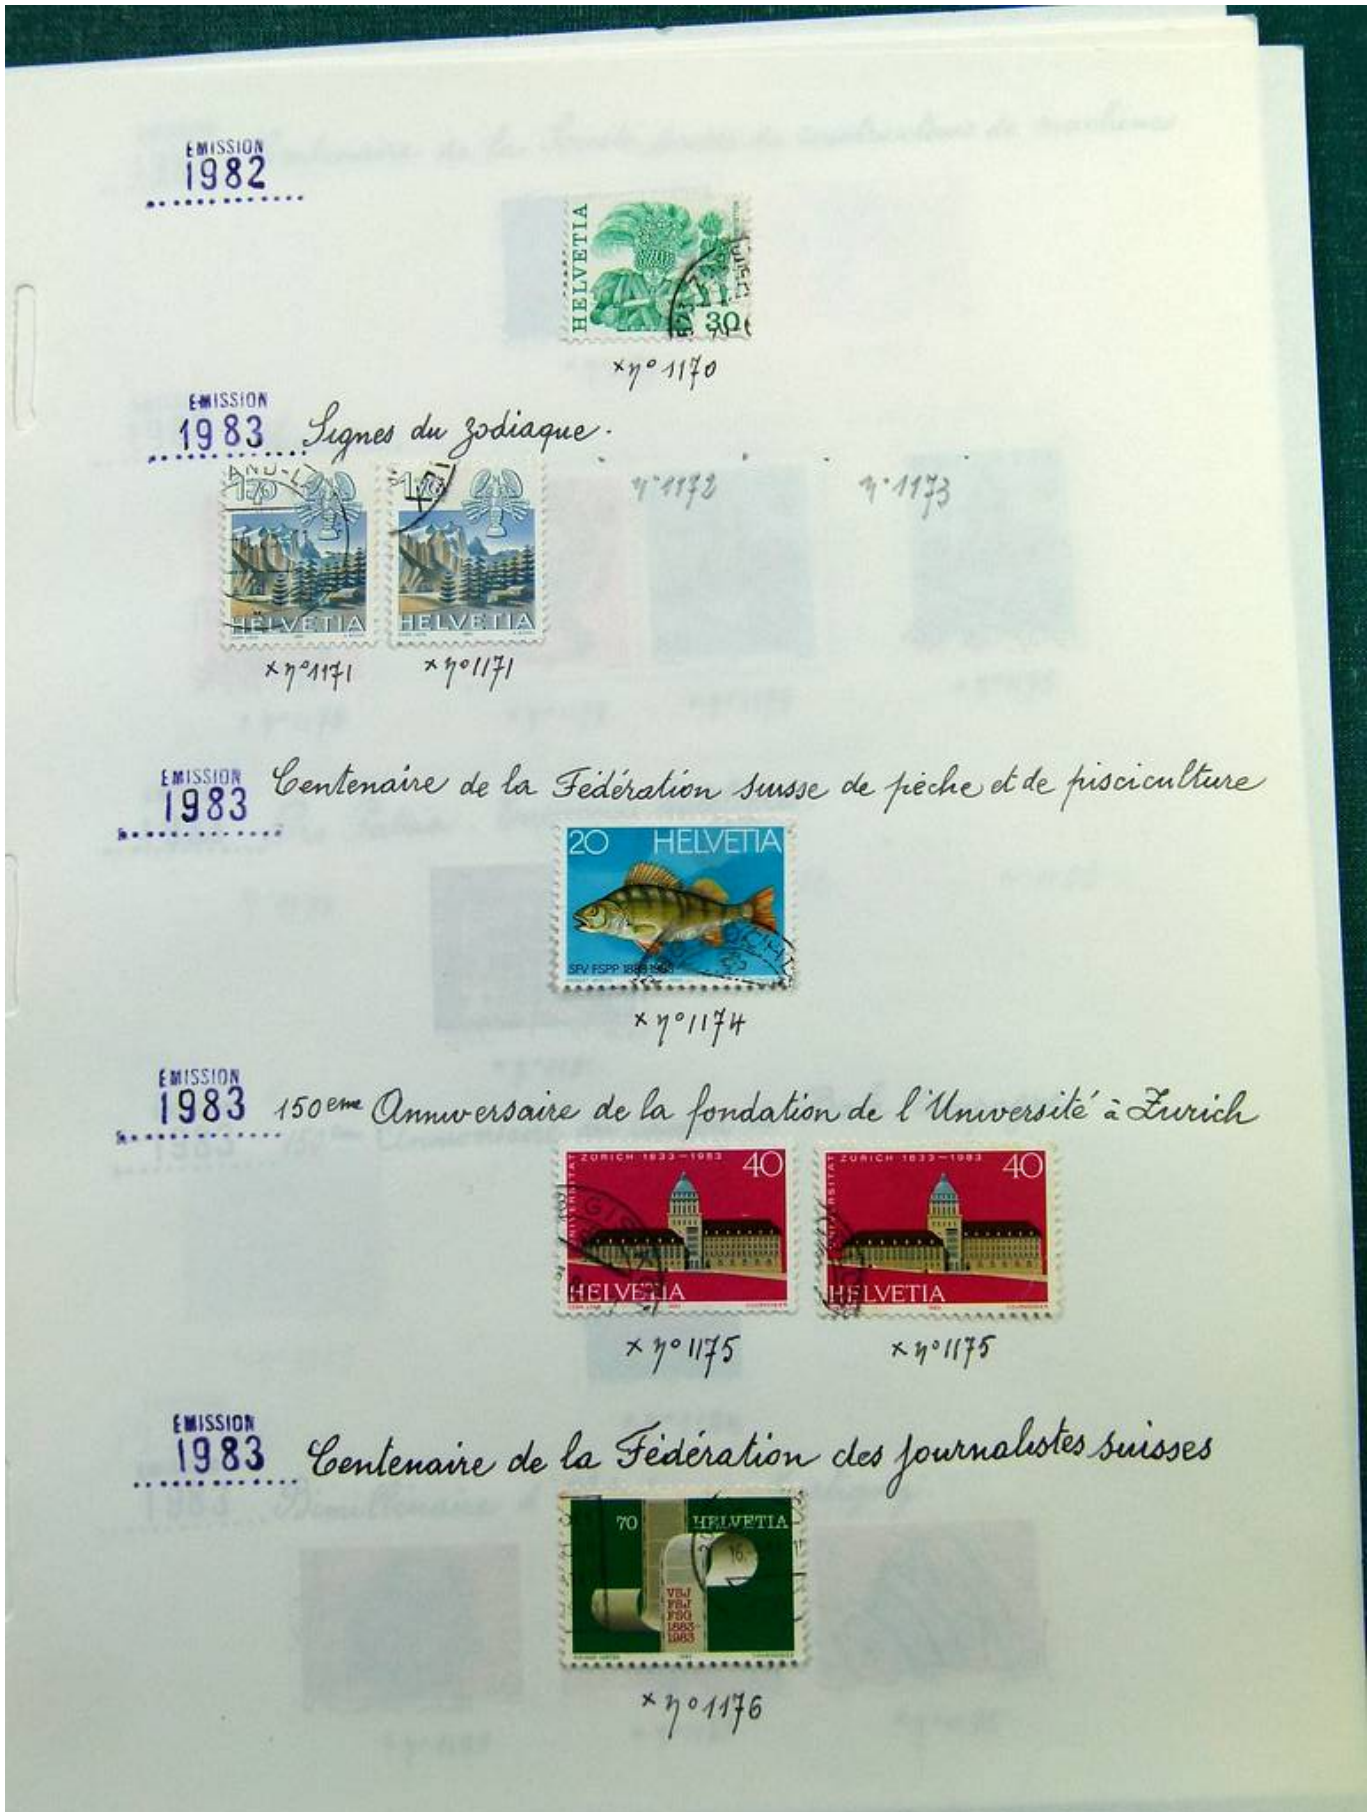 EMISSION
1982
HELVETIA
30
x n° 1170
EMISSION
1983 Signes du zodiaque.
HELVETIA
HELVETIA
n° 1172
n° 1173
x n° 1171
x n° 1171
EMISSION
1983 Centenaire de la Fédération suisse de pêche et de pisciculture
20 HELVETIA
SFV FSPP 1883-1983
x n° 1174
EMISSION
1983 150eme Anniversaire de la fondation de l'Université à Zurich
UNIVERSITÄT ZÜRICH 1833-1983 40
HELVETIA
UNIVERSITÄT ZÜRICH 1833-1983 40
HELVETIA
x n° 1175
x n° 1175
EMISSION
1983 Centenaire de la Fédération des journalistes suisses
70 HELVETIA
VSJ
FSJ
FSG
1883-
1983
x n° 1176